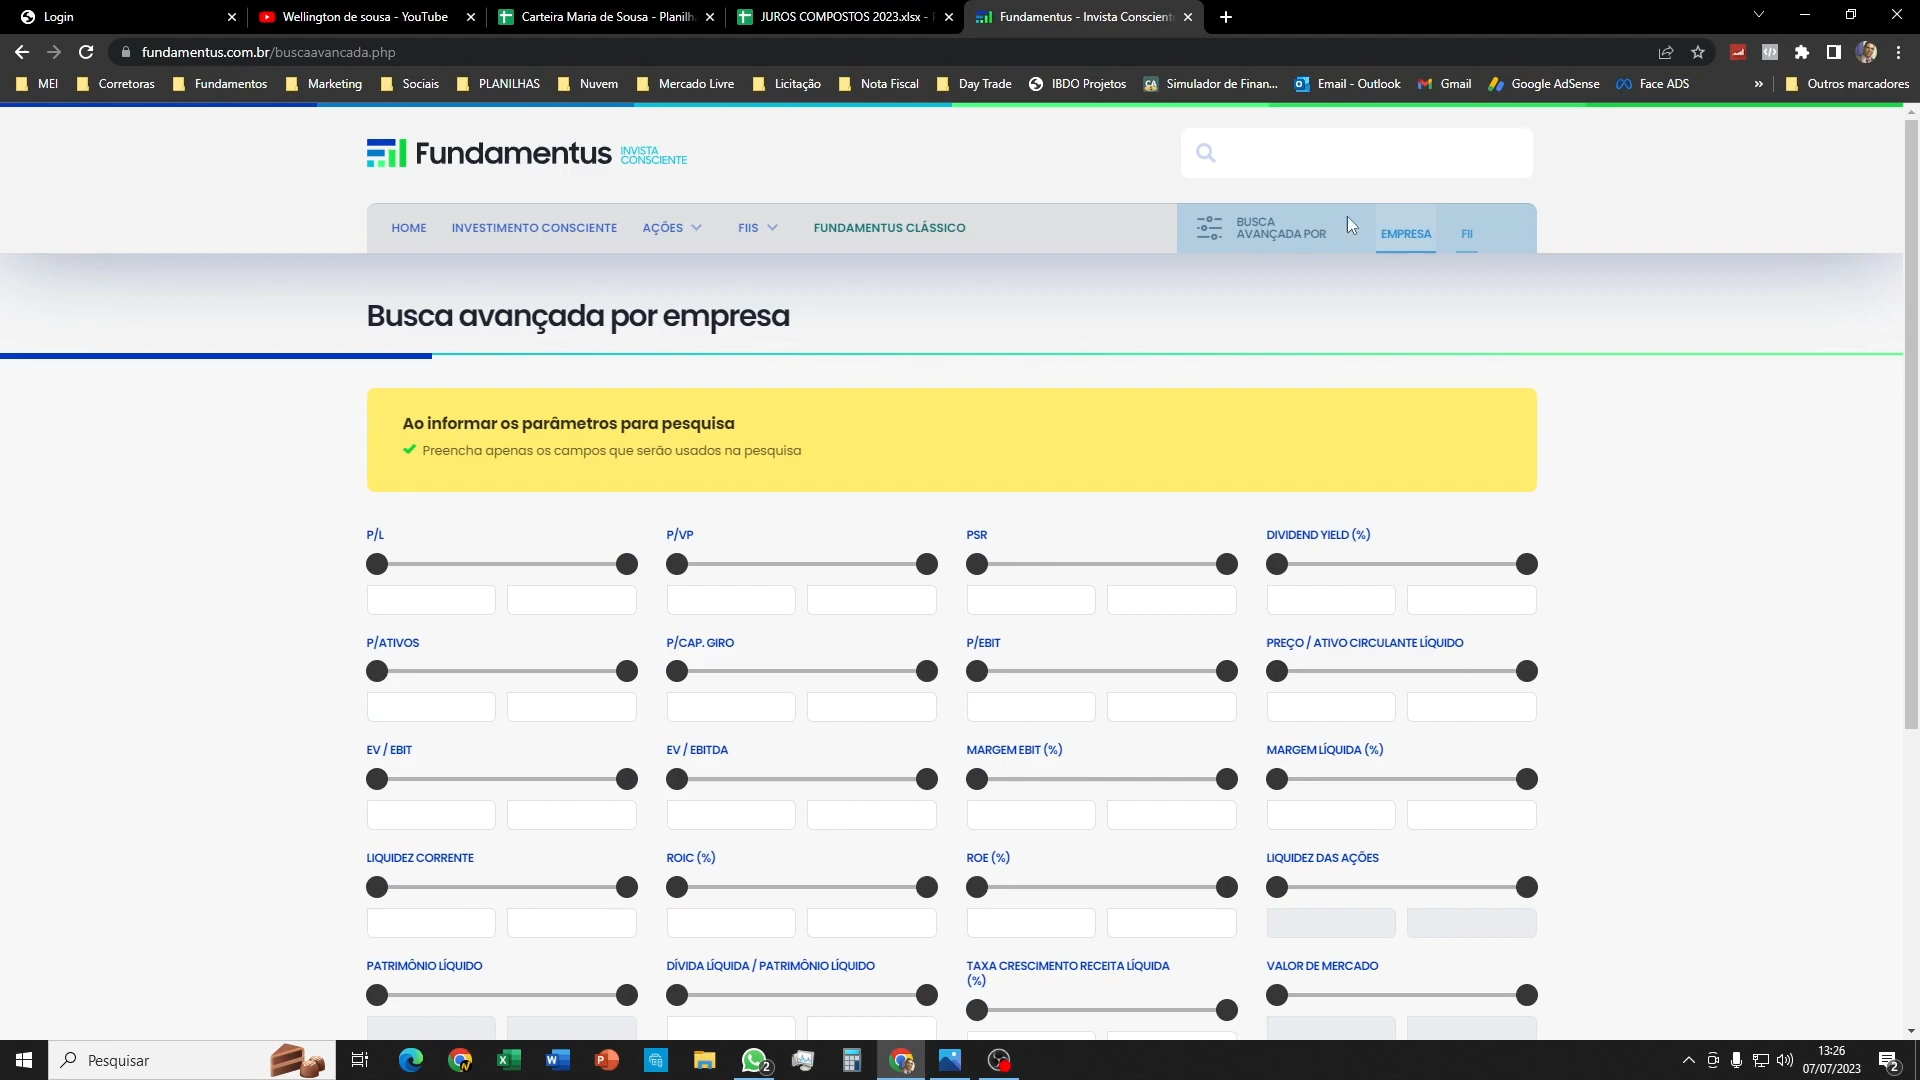 Login
Wellington de sousa - YouTube
Carteira Maria de Sousa - Planilh
JUROS COMPOSTOS 2023.xlsx -
Fundamentus - Invista Conscient
fundamentus.com.br/buscaavancada.php
MEI
Corretoras
Fundamentos
Marketing
Sociais
PLANILHAS
Nuvem
Mercado Livre
Licitação
Nota Fiscal
Day Trade
IBDO Projetos
Simulador de Finan...
Email - Outlook
Gmail
Google AdSense
Face ADS
»
Outros marcadores
Fundamentus
INVISTA
CONSCIENTE
HOME
INVESTIMENTO CONSCIENTE
AÇÕES
FIIS
FUNDAMENTUS CLÁSSICO
BUSCA
AVANÇADA POR
EMPRESA
FII
Busca avançada por empresa
Ao informar os parâmetros para pesquisa
Preencha apenas os campos que serão usados na pesquisa
P/L
P/VP
PSR
DIVIDEND YIELD (%)
P/ATIVOS
P/CAP. GIRO
P/EBIT
PREÇO / ATIVO CIRCULANTE LÍQUIDO
EV / EBIT
EV / EBITDA
MARGEM EBIT (%)
MARGEM LÍQUIDA (%)
LIQUIDEZ CORRENTE
ROIC (%)
ROE (%)
LIQUIDEZ DAS AÇÕES
PATRIMÔNIO LÍQUIDO
DÍVIDA LÍQUIDA / PATRIMÔNIO LÍQUIDO
TAXA CRESCIMENTO RECEITA LÍQUIDA
(%)
VALOR DE MERCADO
Pesquisar
2
13:26
07/07/2023
2